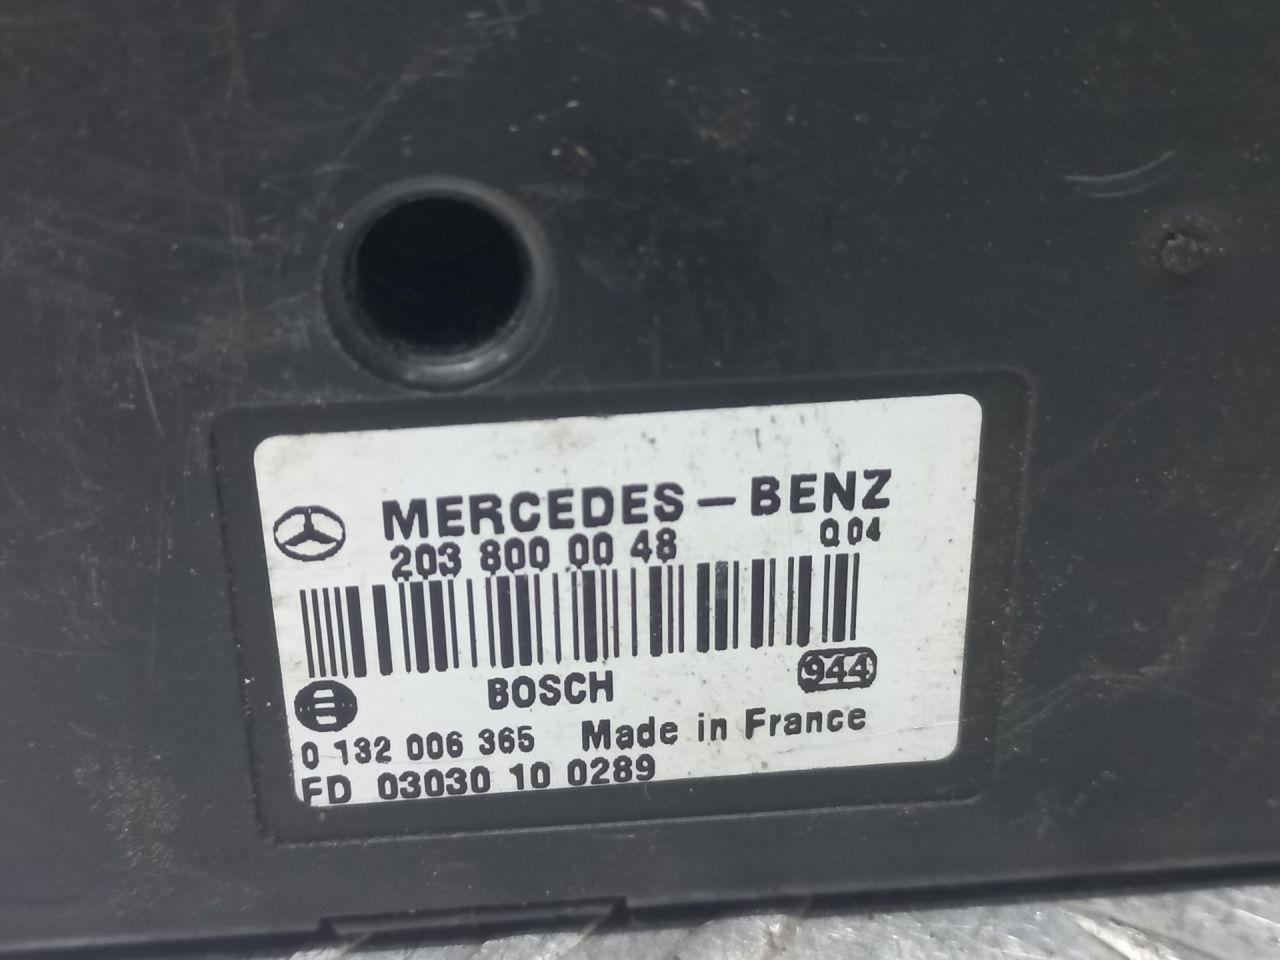 MERCEDES - BENZ
203 800 00 48 Q 04
944
BOSCH
0 132 006 365 Made in France
FD 03030 10 0289